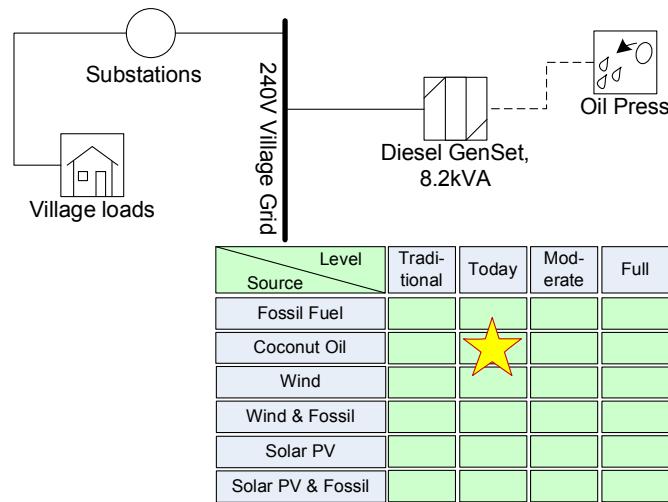 Substations
240V Village Grid
Oil Press
Diesel GenSet,
8.2kVA
Village loads
Level
Source
Tradi-
tional
Today
Mod-
erate
Full
Fossil Fuel
Coconut Oil
Wind
Wind & Fossil
Solar PV
Solar PV & Fossil